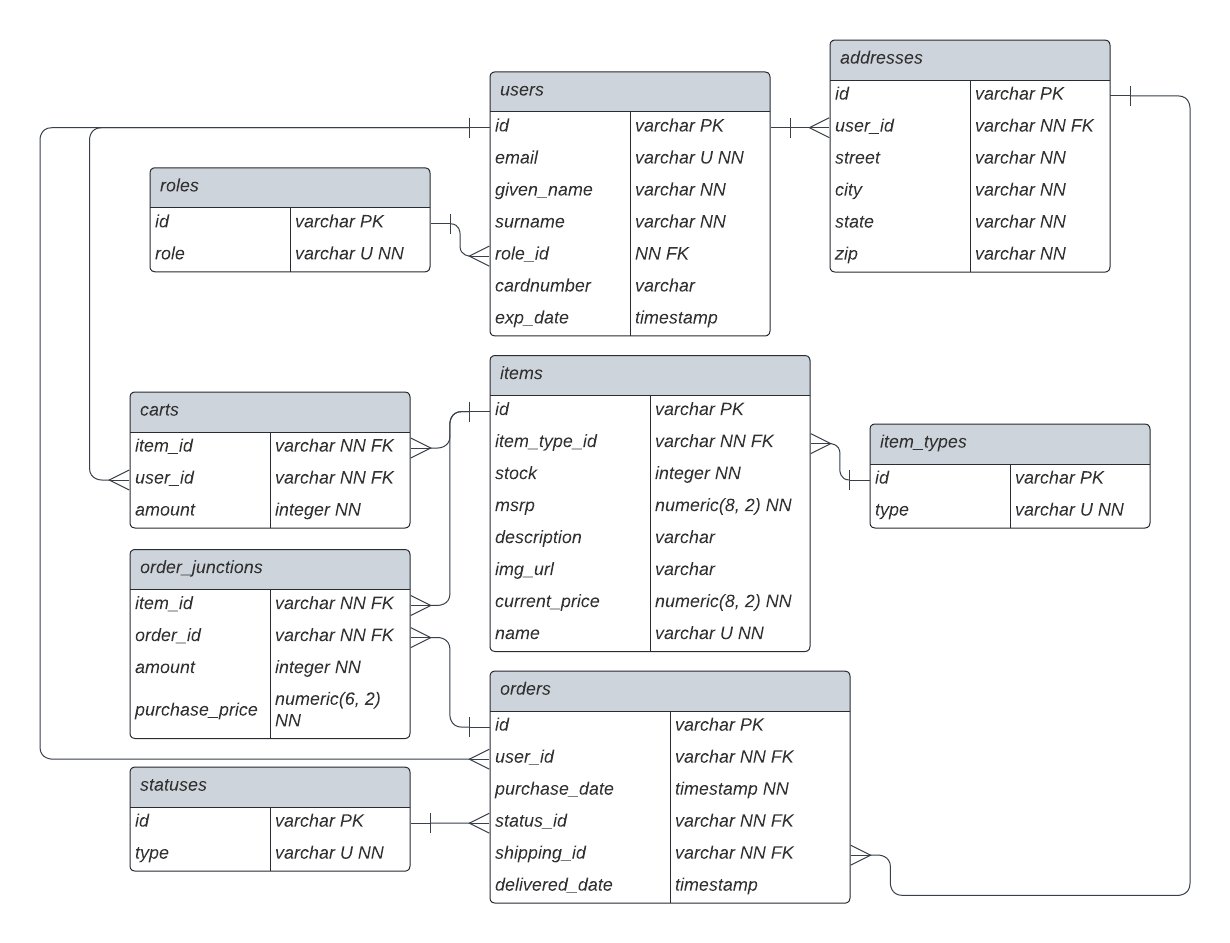 addresses
id varchar PK
user_id varchar NN FK
street varchar NN
city varchar NN
state varchar NN
zip varchar NN
users
id varchar PK
email varchar U NN
given_name varchar NN
surname varchar NN
role_id NN FK
cardnumber varchar
exp_date timestamp
roles
id varchar PK
role varchar U NN
items
id varchar PK
item_type_id varchar NN FK
stock integer NN
msrp numeric(8, 2) NN
description varchar
img_url varchar
current_price numeric(8, 2) NN
name varchar U NN
carts
item_id varchar NN FK
user_id varchar NN FK
amount integer NN
item_types
id varchar PK
type varchar U NN
order_junctions
item_id varchar NN FK
order_id varchar NN FK
amount integer NN
purchase_price numeric(6, 2)
NN
orders
id varchar PK
user_id varchar NN FK
purchase_date timestamp NN
status_id varchar NN FK
shipping_id varchar NN FK
delivered_date timestamp
statuses
id varchar PK
type varchar U NN